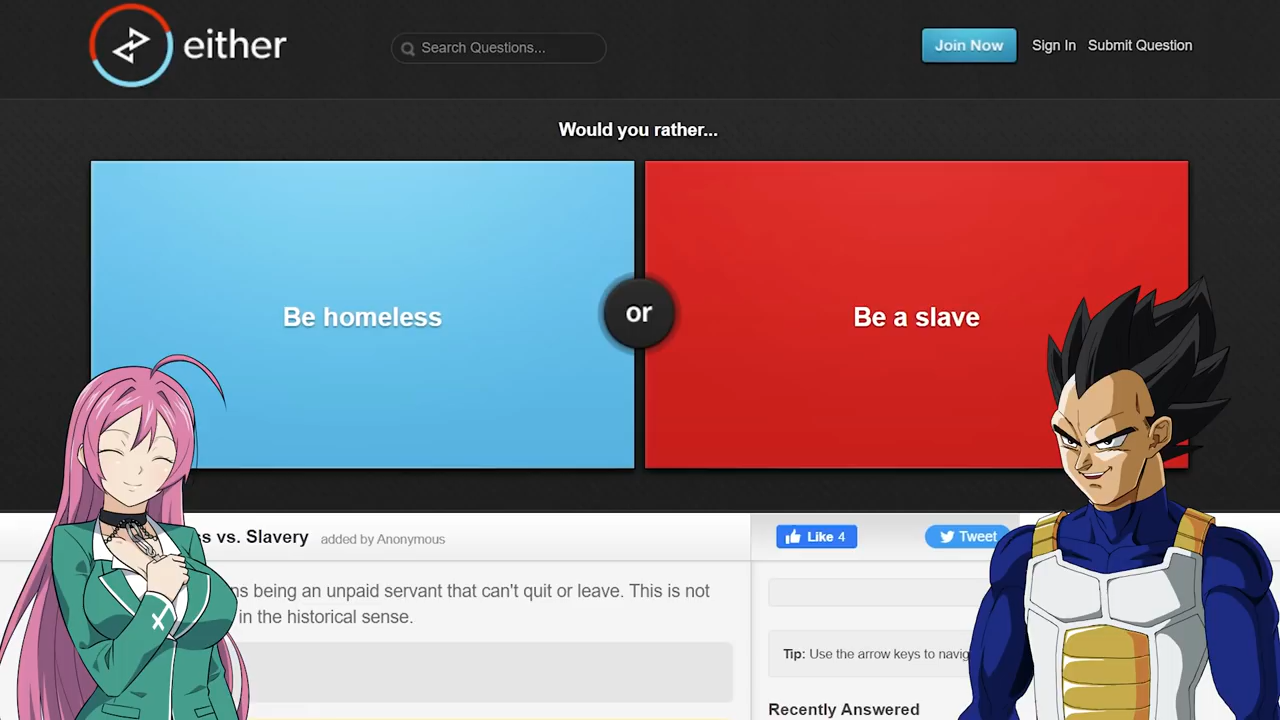 either
Search Questions...
Join Now
Sign In
Submit Question
Would you rather...
Be homeless
or
Be a slave
vs. Slavery
added by Anonymous
Like 4
Tweet
being an unpaid servant that can't quit or leave. This is not
in the historical sense.
Tip: Use the arrow keys to
Recently Answered